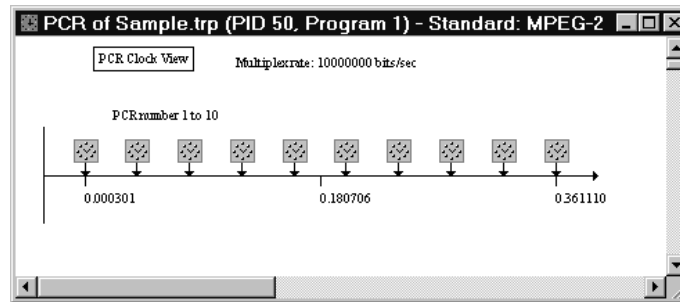 PCR of Sample.trp (PID 50, Program 1) - Standard: MPEG-2
PCR Clock View
Multiplexrate: 10000000 bits/sec
PCRnumber 1 to 10
0.000301
0.180706
0.361110